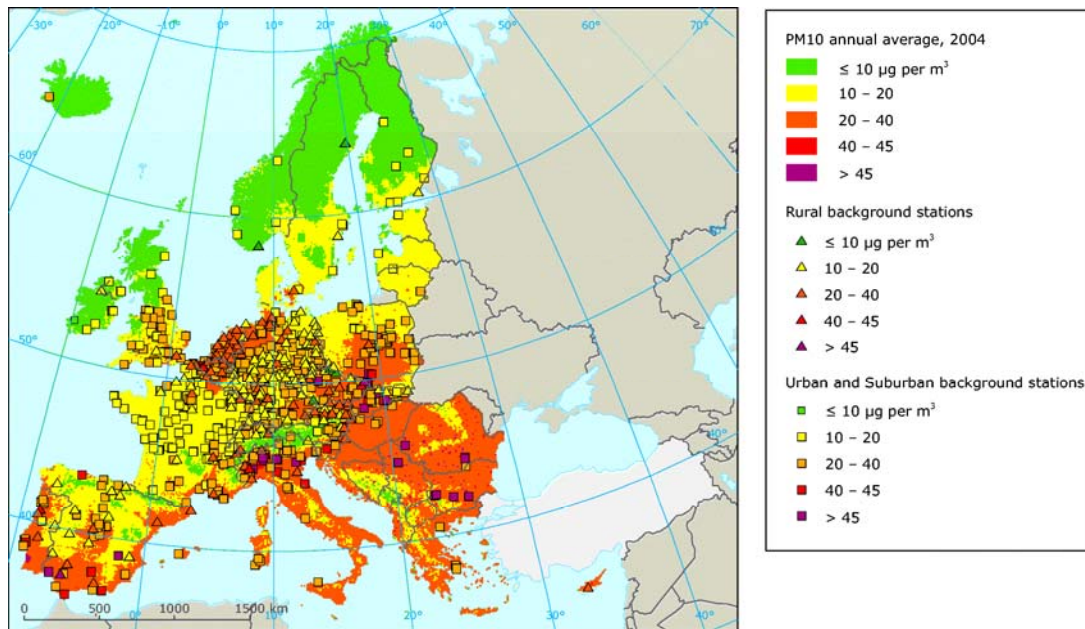 -30° -20° -10° 0° 10° 20° 30° 40° 50° 60° 70°
60°
50°
50°
40°
40°
0 500 1000 1500 km
0° 10° 20° 30° 40°
PM10 annual average, 2004
≤ 10 µg per m³
10 – 20
20 – 40
40 – 45
> 45
Rural background stations
≤ 10 µg per m³
10 – 20
20 – 40
40 – 45
> 45
Urban and Suburban background stations
≤ 10 µg per m³
10 – 20
20 – 40
40 – 45
> 45